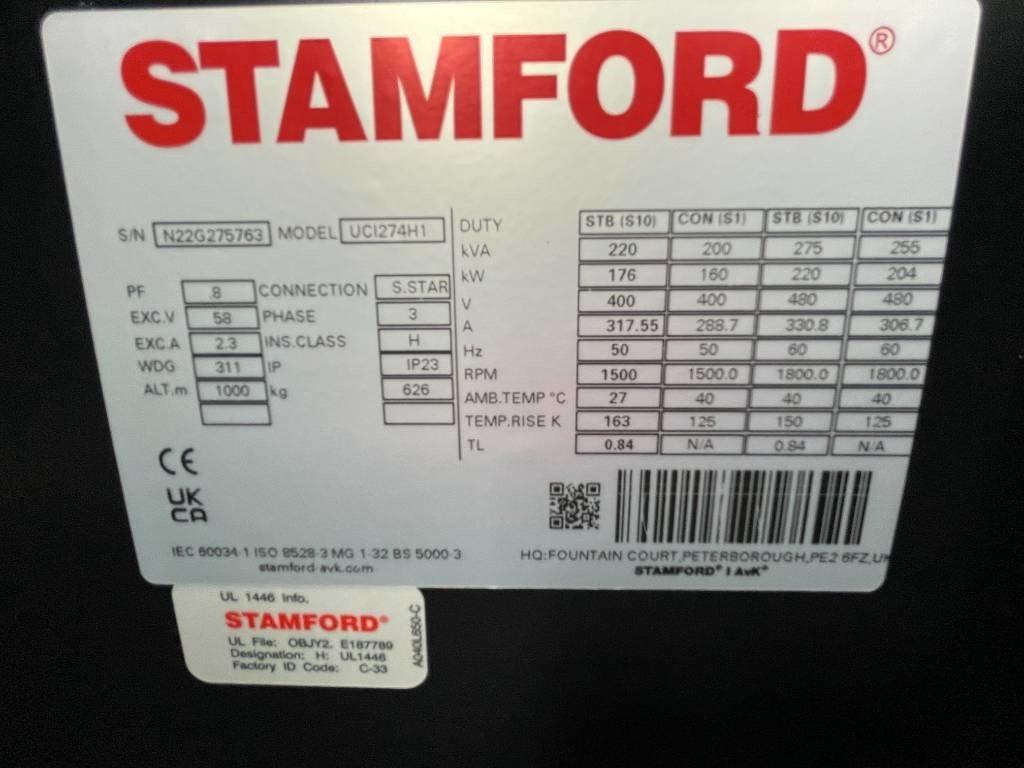 STAMFORD®
S/N N22G275763 MODEL UCI274H1
PF .8 CONNECTION S.STAR
EXC.V 58 PHASE 3
EXC.A 2.3 INS.CLASS H
WDG 311 IP IP23
ALT.m 1000 kg 626
DUTY STB (S10) CON (S1) STB (S10) CON (S1)
kVA 220 200 275 255
kW 176 160 220 204
V 400 400 480 480
A 317.55 288.7 330.8 306.7
Hz 50 50 60 60
RPM 1500 1500.0 1800.0 1800.0
AMB.TEMP °C 27 40 40 40
TEMP.RISE K 163 125 150 125
TL 0.84 N/A 0.84 N/A
CE
UK
CA
IEC 60034-1 ISO 8528-3 MG 1-32 BS 5000-3
stamford-avk.com
HQ:FOUNTAIN COURT,PETERBOROUGH,PE2 6FZ,UK
STAMFORD® | AvK®
UL 1446 Info.
STAMFORD®
UL File: OBJY2, E187789
Designation: H: UL1446
Factory ID Code: C-33
A040L650-C